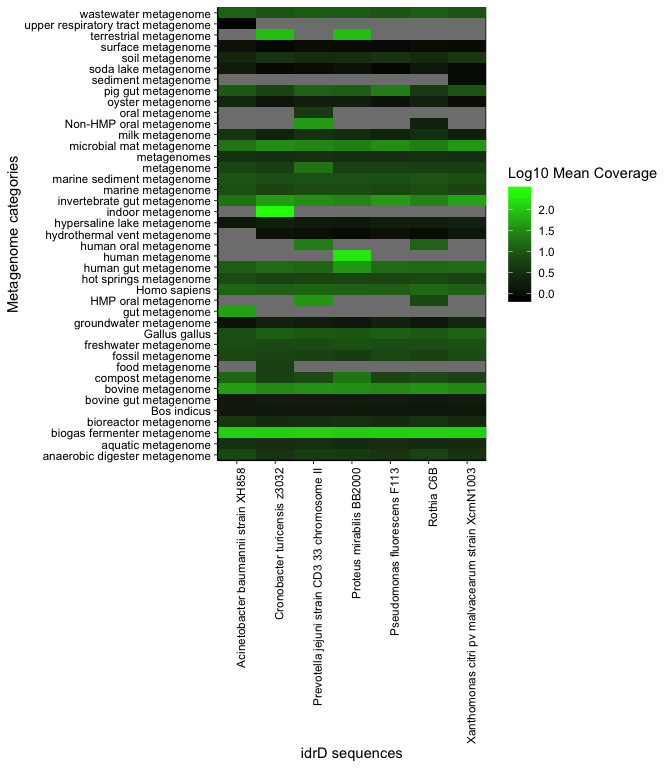 Metagenome categories
wastewater metagenome
upper respiratory tract metagenome
terrestrial metagenome
surface metagenome
soil metagenome
soda lake metagenome
sediment metagenome
pig gut metagenome
oyster metagenome
oral metagenome
Non-HMP oral metagenome
milk metagenome
microbial mat metagenome
metagenomes
metagenome
marine sediment metagenome
marine metagenome
invertebrate gut metagenome
indoor metagenome
hypersaline lake metagenome
hydrothermal vent metagenome
human oral metagenome
human metagenome
human gut metagenome
hot springs metagenome
Homo sapiens
HMP oral metagenome
gut metagenome
groundwater metagenome
Gallus gallus
freshwater metagenome
fossil metagenome
food metagenome
compost metagenome
bovine metagenome
bovine gut metagenome
Bos indicus
bioreactor metagenome
biogas fermenter metagenome
aquatic metagenome
anaerobic digester metagenome
Acinetobacter baumannii strain XH858
Cronobacter turicensis z3032
Prevotella jejuni strain CD3 33 chromosome II
Proteus mirabilis BB2000
Pseudomonas fluorescens F113
Rothia C6B
Xanthomonas citri pv malvacearum strain XcmN1003
idrD sequences
Log10 Mean Coverage
2.0
1.5
1.0
0.5
0.0